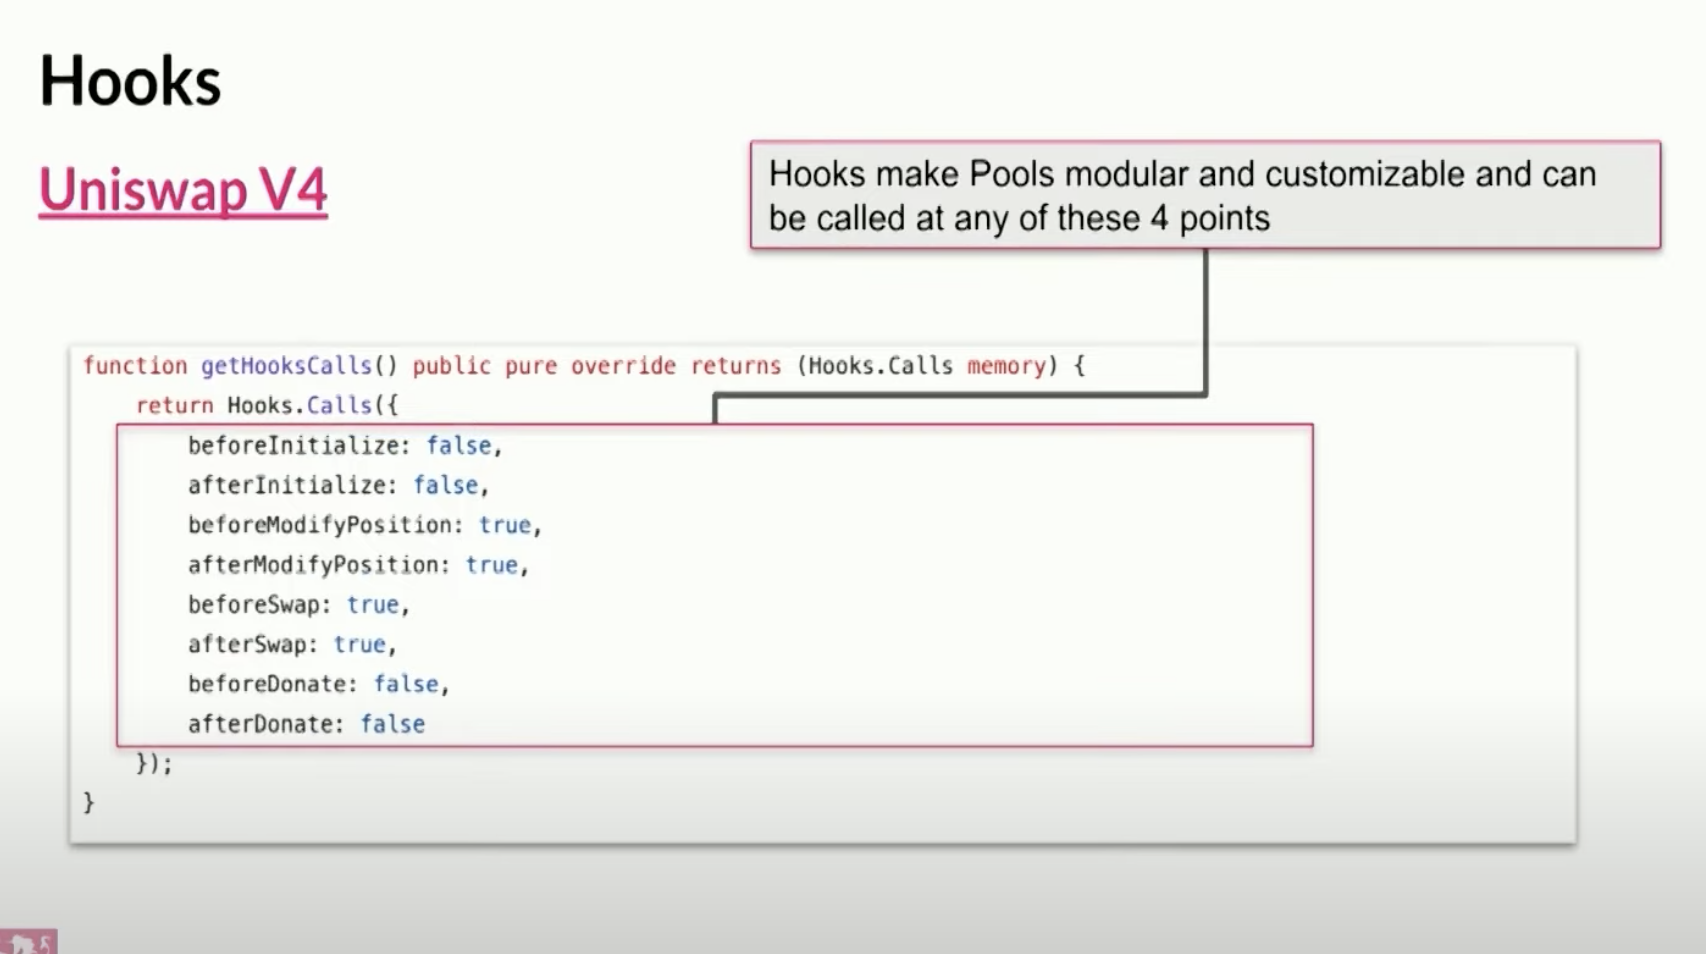 Hooks
Uniswap V4
Hooks make Pools modular and customizable and can
be called at any of these 4 points
function getHooksCalls() public pure override returns (Hooks.Calls memory) {
return Hooks.Calls({
beforeInitialize: false,
afterInitialize: false,
beforeModifyPosition: true,
afterModifyPosition: true,
beforeSwap: true,
afterSwap: true,
beforeDonate: false,
afterDonate: false
});
}